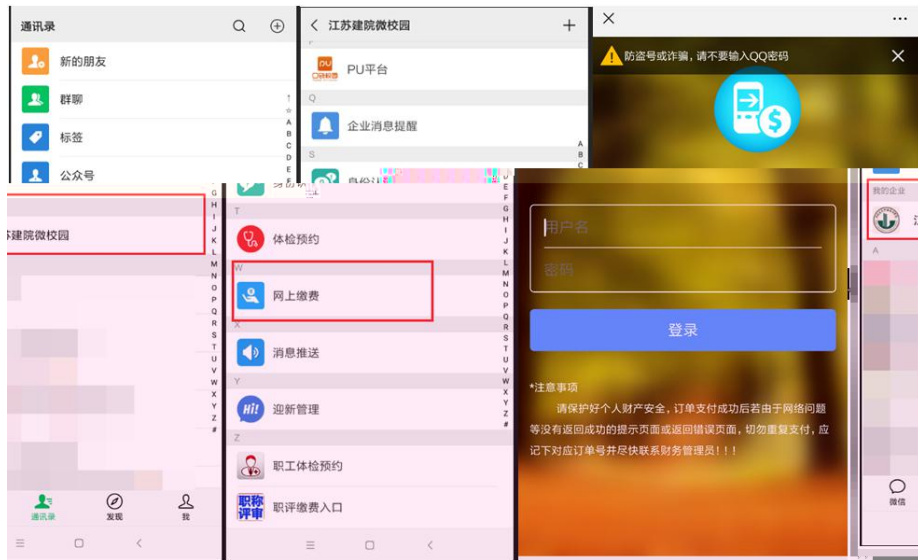 通讯录
新的朋友
群聊
标签
公众号
↑
☆
A
B
C
D
E
F
G
H
I
J
K
L
M
N
O
P
Q
R
S
T
U
V
W
X
Y
Z
#
建院微校园
通讯录
发现
我
江苏建院微校园
PU平台
Q
企业消息提醒
S
A
B
C
T
体检预约
W
网上缴费
X
消息推送
Y
Hi!
迎新管理
Z
职工体检预约
职称
评审
职评缴费入口
E
F
G
H
I
J
K
L
M
N
O
P
Q
R
S
T
U
V
W
X
Y
Z
#
防盗号或诈骗,请不要输入QQ密码
用户名
密码
登录
*注意事项
请保护好个人财产安全,订单支付成功后若由于网络问题
等没有返回成功的提示页面或返回错误页面,切勿重复支付,应
记下对应订单号并尽快联系财务管理员!!!
我的企业
A
微信